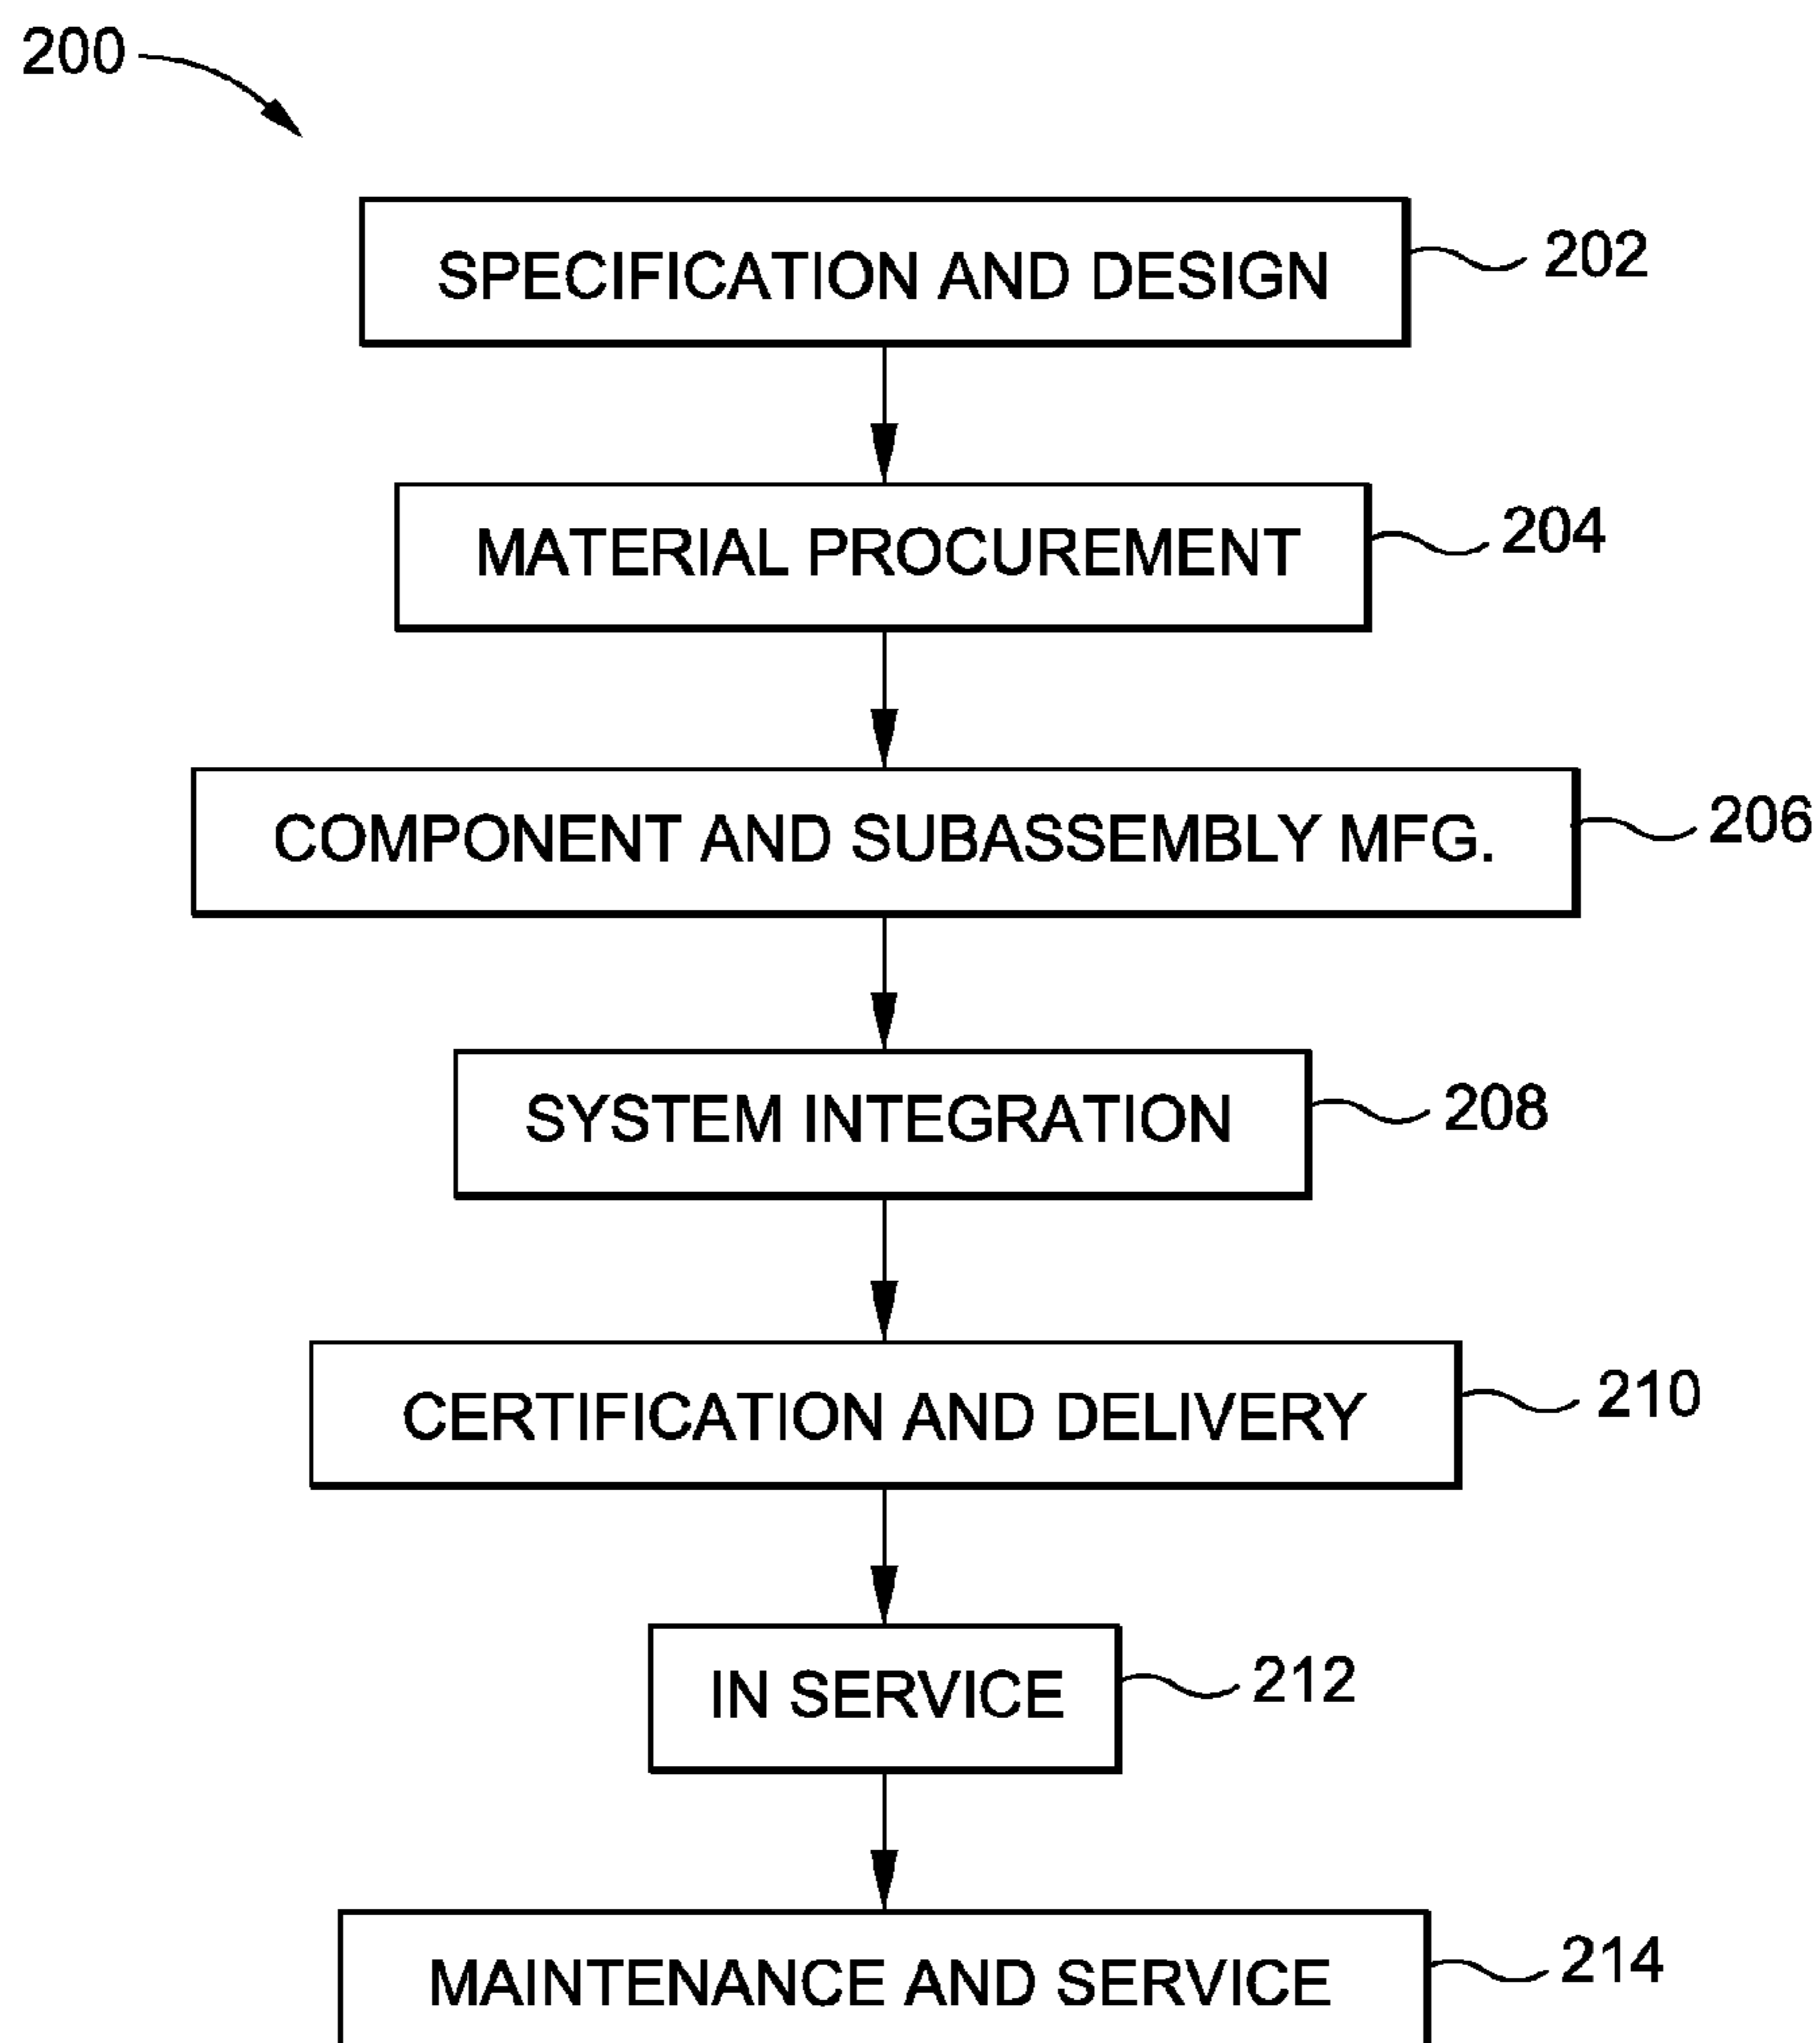 200
SPECIFICATION AND DESIGN
202
MATERIAL PROCUREMENT
204
COMPONENT AND SUBASSEMBLY MFG.
206
SYSTEM INTEGRATION
208
CERTIFICATION AND DELIVERY
210
IN SERVICE
212
MAINTENANCE AND SERVICE
214